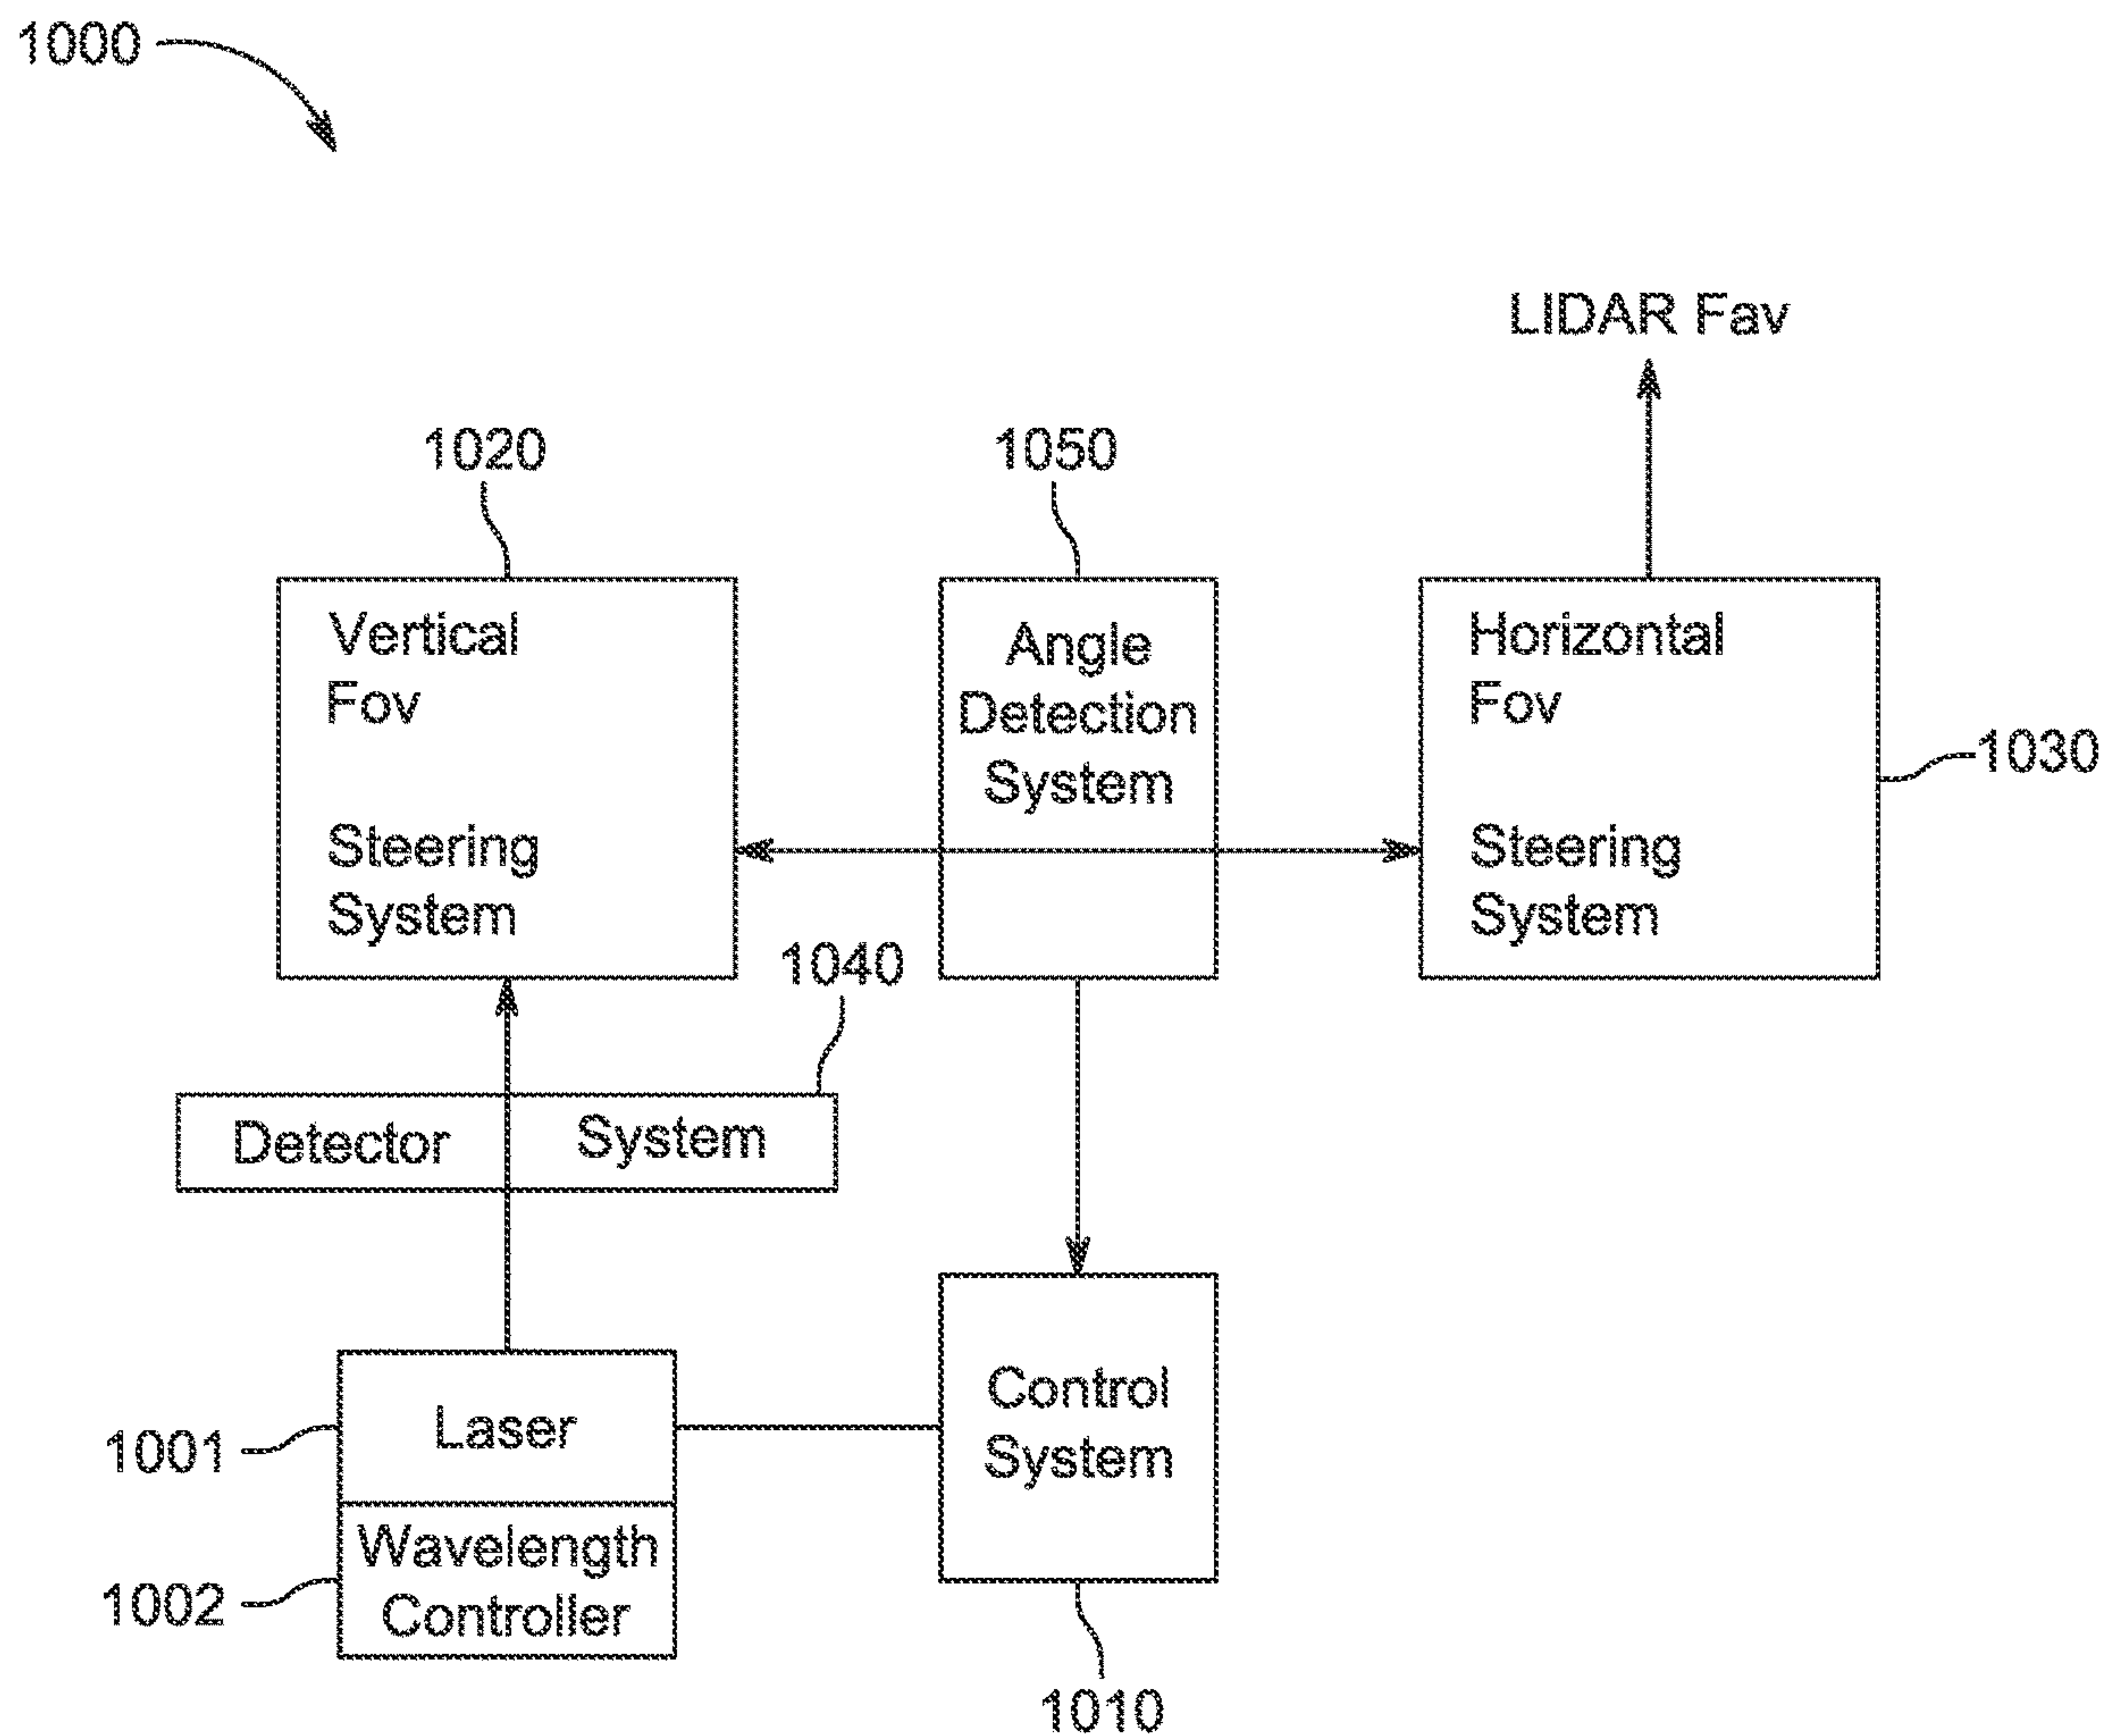 1000
LIDAR Fav
1020
1050
Vertical
Fov
Steering
System
Angle
Detection
System
Horizontal
Fov
Steering
System
1030
1040
Detector System
1001
Laser
Control
System
1002
Wavelength
Controller
1010